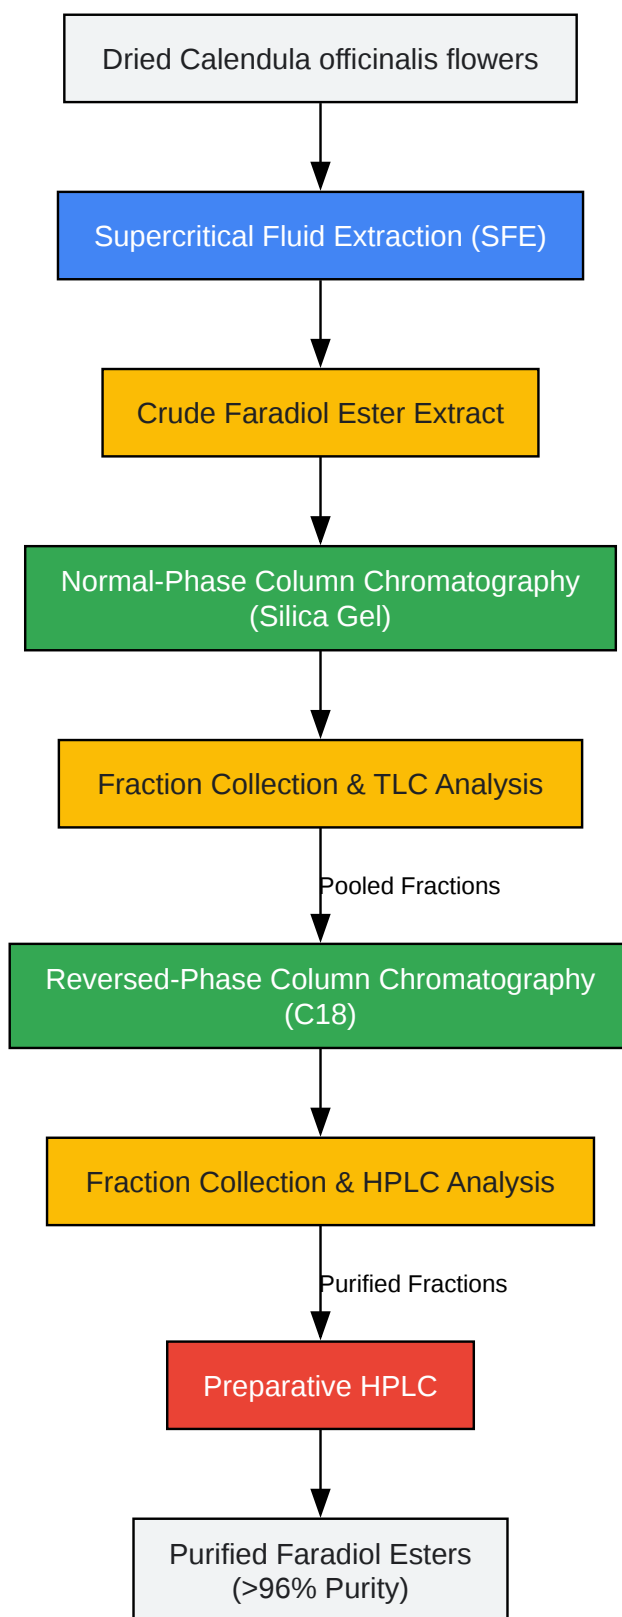 Dried Calendula officinalis flowers
Supercritical Fluid Extraction (SFE)
Crude Faradiol Ester Extract
Normal-Phase Column Chromatography
(Silica Gel)
Fraction Collection & TLC Analysis
Pooled Fractions
Reversed-Phase Column Chromatography
(C18)
Fraction Collection & HPLC Analysis
Purified Fractions
Preparative HPLC
Purified Faradiol Esters
(>96% Purity)